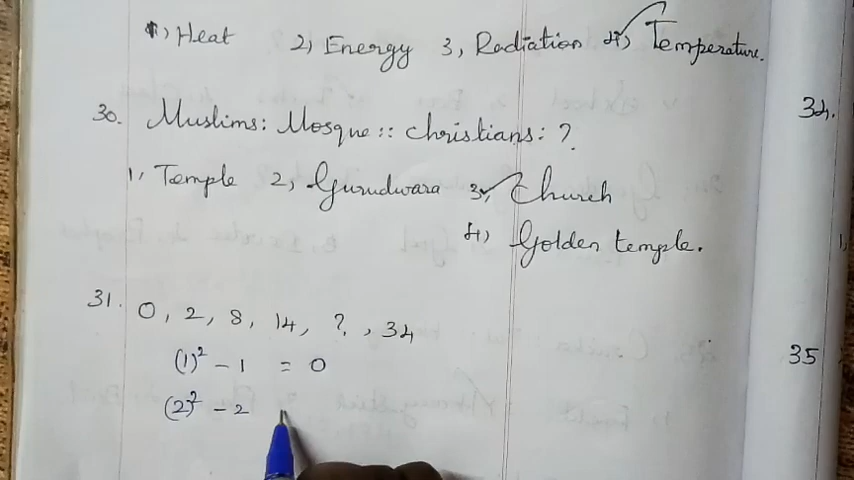 1) Heat 2) Energy 3, Radiation 4) Temperature.
30. Muslims: Mosque :: Christians: ?
1, Temple 2, Gurudwara 3, Church
4) Golden temple.
31. 0, 2, 8, 14, ?, 34
(1)² - 1 = 0
(2)² - 2
34.
1,
35